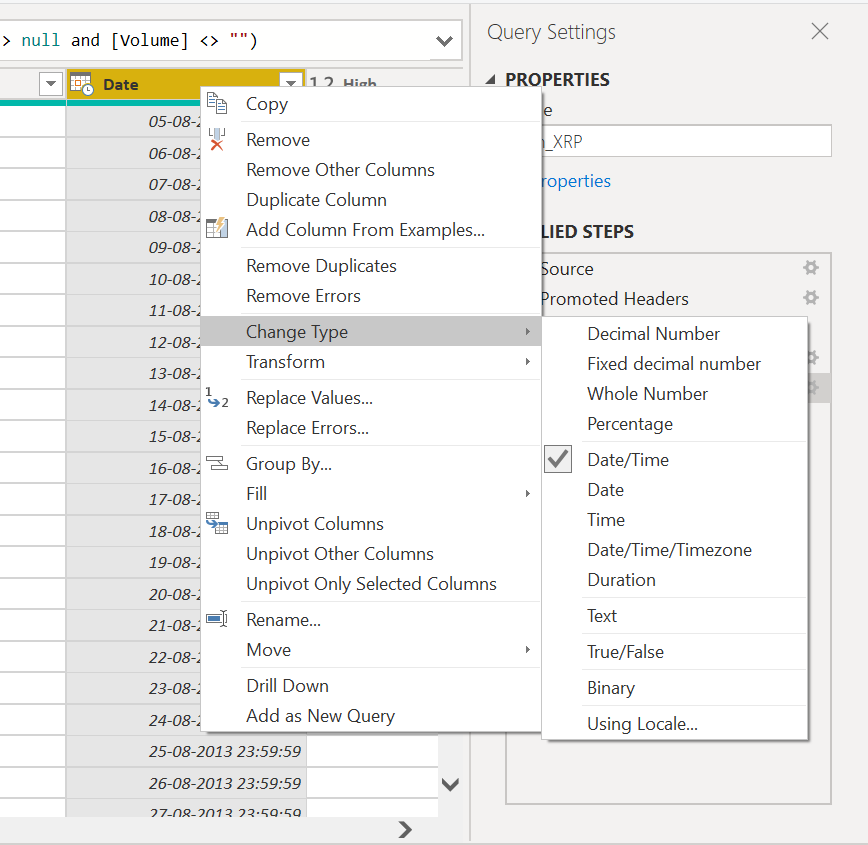 > null and [Volume] <> "")
Date
1.2 High
05-08-2
06-08-2
07-08-2
08-08-2
09-08-2
10-08-2
11-08-2
12-08-2
13-08-2
14-08-2
15-08-2
16-08-2
17-08-2
18-08-2
19-08-2
20-08-2
21-08-2
22-08-2
23-08-2
24-08-2
25-08-2013 23:59:59
26-08-2013 23:59:59
27-08-2013 23:59:59
Copy
Remove
Remove Other Columns
Duplicate Column
Add Column From Examples...
Remove Duplicates
Remove Errors
Change Type
Transform
1
2
Replace Values...
Replace Errors...
Group By...
Fill
Unpivot Columns
Unpivot Other Columns
Unpivot Only Selected Columns
Rename...
Move
Drill Down
Add as New Query
Decimal Number
Fixed decimal number
Whole Number
Percentage
Date/Time
Date
Time
Date/Time/Timezone
Duration
Text
True/False
Binary
Using Locale...
Query Settings
PROPERTIES
e
_XRP
roperties
LIED STEPS
Source
Promoted Headers